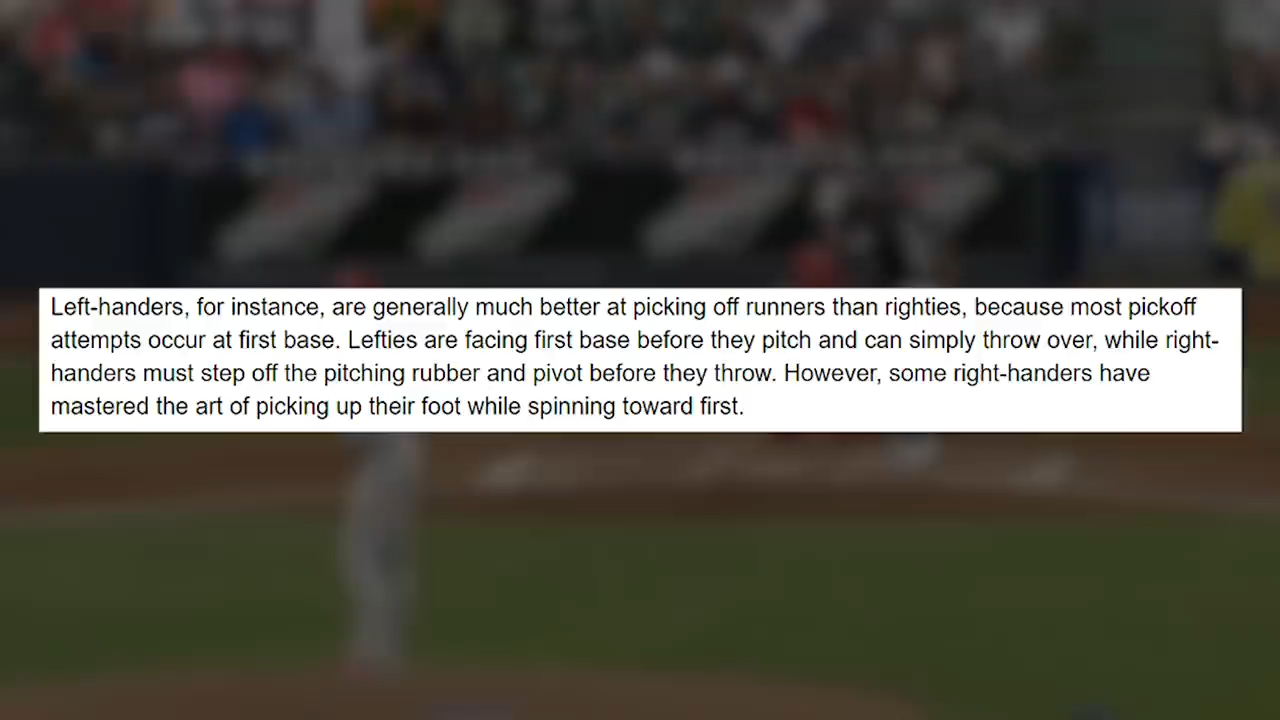 Left-handers, for instance, are generally much better at picking off runners than righties, because most pickoff
attempts occur at first base. Lefties are facing first base before they pitch and can simply throw over, while right-
handers must step off the pitching rubber and pivot before they throw. However, some right-handers have
mastered the art of picking up their foot while spinning toward first.